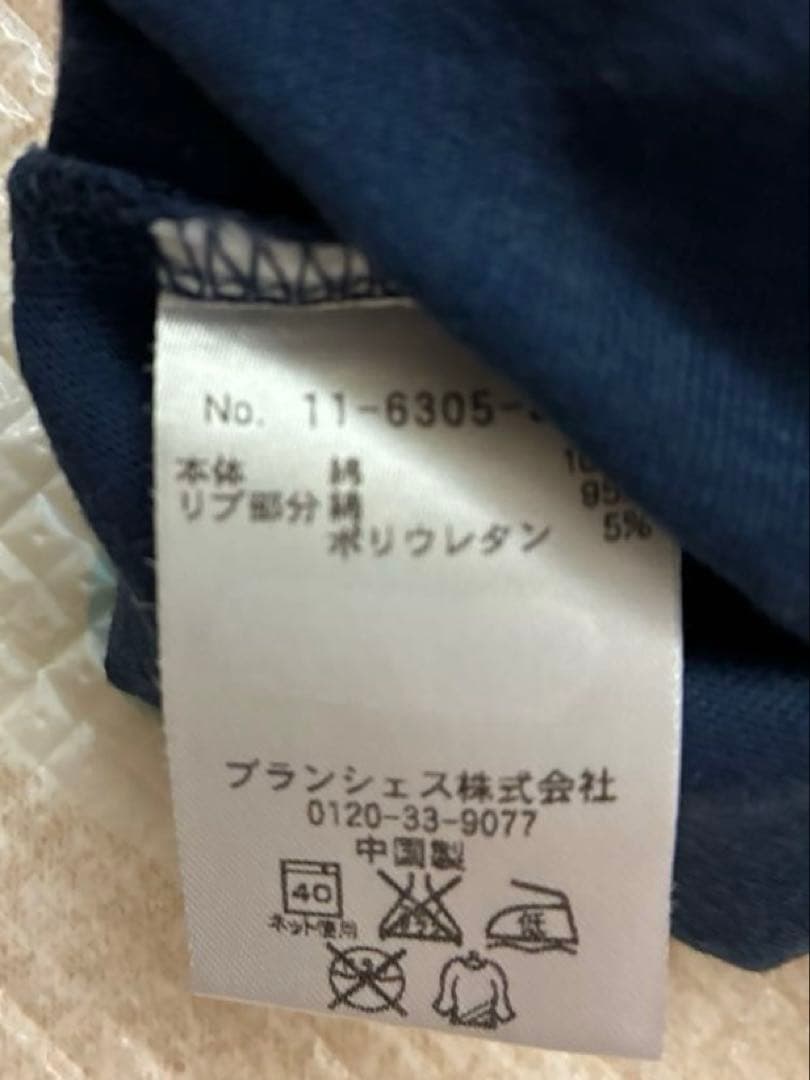 No. 11-6305-
本体 綿
リブ部分 綿
ポリウレタン 5%
ブランシェス株式会社
0120-33-9077
中国製
40
ネット使用
低